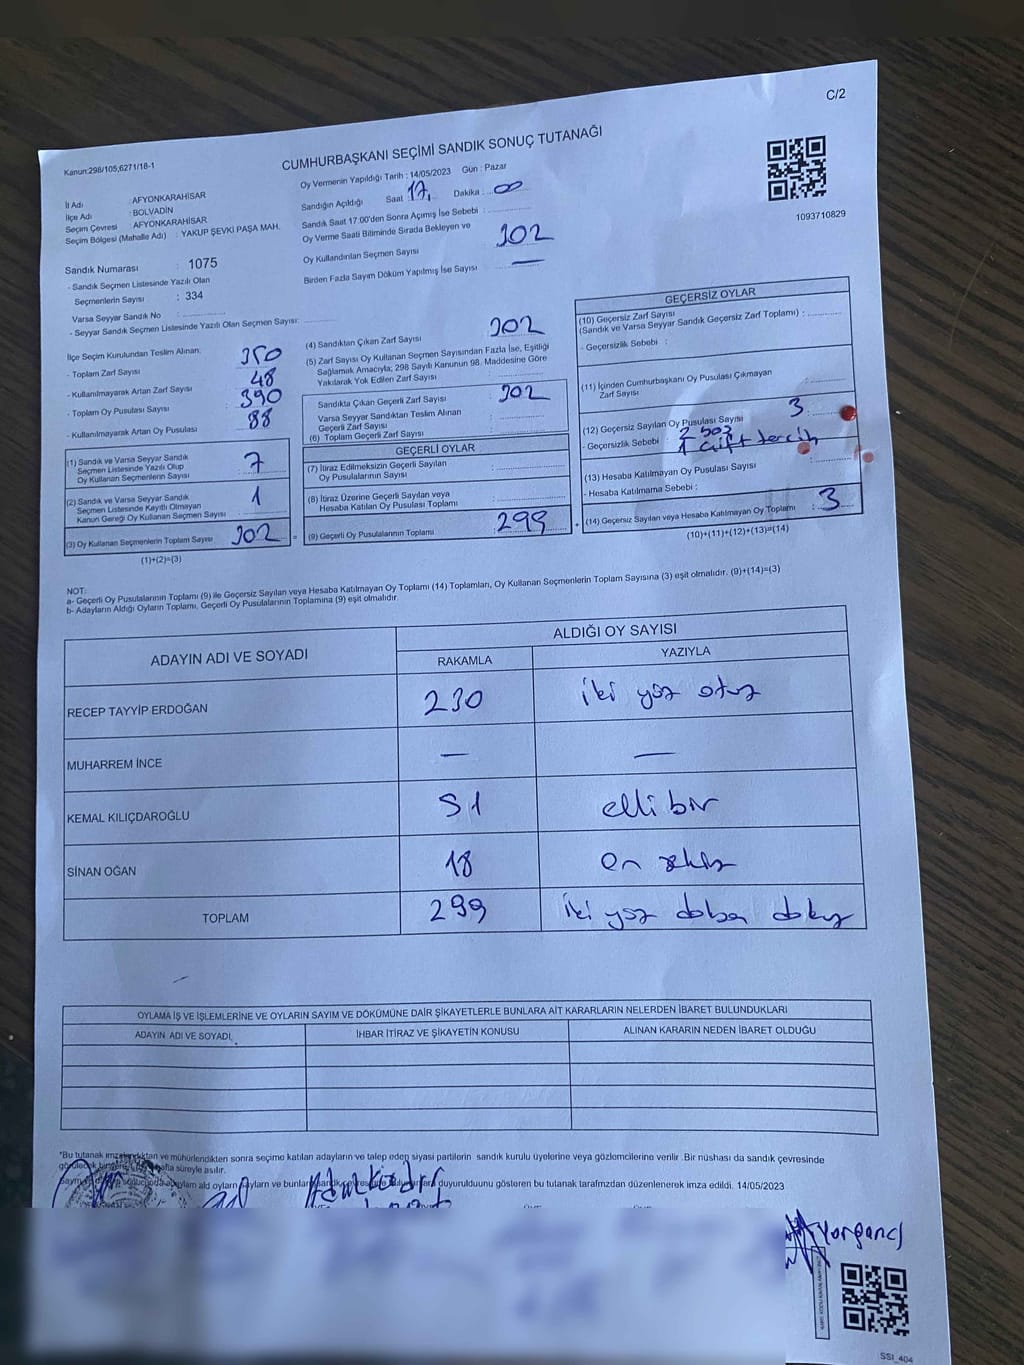 C/2
Kanun:298/105,6271/18-1
CUMHURBAŞKANI SEÇİMİ SANDIK SONUÇ TUTANAĞI
1093710829
İl Adı : AFYONKARAHİSAR
İlçe Adı : BOLVADİN
Seçim Çevresi : AFYONKARAHİSAR
Seçim Bölgesi (Mahalle Adı) : YAKUP ŞEVKİ PAŞA MAH.
Sandık Numarası : 1075
- Sandık Seçmen Listesinde Yazılı Olan
Seçmenlerin Sayısı : 334
Varsa Seyyar Sandık No :
- Seyyar Sandık Seçmen Listesinde Yazılı Olan Seçmen Sayısı:
Oy Vermenin Yapıldığı Tarih : 14/05/2023 Gün : Pazar
Sandığın Açıldığı Saat : 17, Dakika : 00
Sandık Saat 17:00'den Sonra Açımış İse Sebebi :
Oy Verme Saati Bitiminde Sırada Bekleyen ve
Oy Kullandırılan Seçmen Sayısı 302
Birden Fazla Sayım Döküm Yapılmış İse Sayısı : —
İlçe Seçim Kurulundan Teslim Alınan:
- Toplam Zarf Sayısı : 350
- Kullanılmayarak Artan Zarf Sayısı : 48
- Toplam Oy Pusulası Sayısı : 390
- Kullanılmayarak Artan Oy Pusulası : 88
(1) Sandık ve Varsa Seyyar Sandık
Seçmen Listesinde Yazılı Olup
Oy Kullanan Seçmenlerin Sayısı : 7
(2) Sandık ve Varsa Seyyar Sandık
Seçmen Listesinde Kayıtlı Olmayan
Kanun Gereği Oy Kullanan Seçmen Sayısı : 1
(3) Oy Kullanan Seçmenlerin Toplam Sayısı : 302
(1)+(2)=(3)
(4) Sandıktan Çıkan Zarf Sayısı : 302
(5) Zarf Sayısı Oy Kullanan Seçmen Sayısından Fazla İse, Eşitliği
Sağlamak Amacıyla; 298 Sayılı Kanunun 98. Maddesine Göre
Yakılarak Yok Edilen Zarf Sayısı :
Sandıkta Çıkan Geçerli Zarf Sayısı : 302
Varsa Seyyar Sandıktan Teslim Alınan
Geçerli Zarf Sayısı :
(6) Toplam Geçerli Zarf Sayısı :
GEÇERLİ OYLAR
(7) İtiraz Edilmeksizin Geçerli Sayılan
Oy Pusulalarının Sayısı :
(8) İtiraz Üzerine Geçerli Sayılan veya
Hesaba Katılan Oy Pusulası Toplamı :
(9) Geçerli Oy Pusulalarının Toplamı : 299
GEÇERSİZ OYLAR
(10) Geçersiz Zarf Sayısı
(Sandık ve Varsa Seyyar Sandık Geçersiz Zarf Toplamı) :
- Geçersizlik Sebebi :
(11) İçinden Cumhurbaşkanı Oy Pusulası Çıkmayan
Zarf Sayısı :
(12) Geçersiz Sayılan Oy Pusulası Sayısı : 3
- Geçersizlik Sebebi :
1 çift tercih
(13) Hesaba Katılmayan Oy Pusulası Sayısı :
- Hesaba Katılmama Sebebi :
(14) Geçersiz Sayılan veya Hesaba Katılmayan Oy Toplamı : 3
(10)+(11)+(12)+(13)=(14)
NOT:
a- Geçerli Oy Pusulalarının Toplamı (9) ile Geçersiz Sayılan veya Hesaba Katılmayan Oy Toplamı (14) Toplamları, Oy Kullanan Seçmenlerin Toplam Sayısına (3) eşit olmalıdır. (9)+(14)=(3)
b- Adayların Aldığı Oyların Toplamı, Geçerli Oy Pusulalarının Toplamına (9) eşit olmalıdır.
ADAYIN ADI VE SOYADI
ALDIĞI OY SAYISI
RAKAMLA YAZIYLA
RECEP TAYYİP ERDOĞAN 230 iki yüz otuz
MUHARREM İNCE — —
KEMAL KILIÇDAROĞLU 51 elli bir
SİNAN OĞAN 18 on sekiz
TOPLAM 299 iki yüz doksan dokuz
OYLAMA İŞ VE İŞLEMLERİNE VE OYLARIN SAYIM VE DÖKÜMÜNE DAİR ŞİKAYETLERLE BUNLARA AİT KARARLARIN NELERDEN İBARET BULUNDUKLARI
ADAYIN ADI VE SOYADI İHBAR İTİRAZ VE ŞİKAYETİN KONUSU ALINAN KARARIN NEDEN İBARET OLDUĞU
*Bu tutanak imzalandıktan ve mühürlendikten sonra seçime katılan adayların ve talep eden siyasi partilerin sandık kurulu üyelerine veya gözlemcilerine verilir .Bir nüshası da sandık çevresinde
hafta süreyle asılır.
ald oyların sayların ve bunların duyurulduunu gösteren bu tutanak tarafmzdan düzenlenerek imza edildi. 14/05/2023
Yorgancı
SSI_404